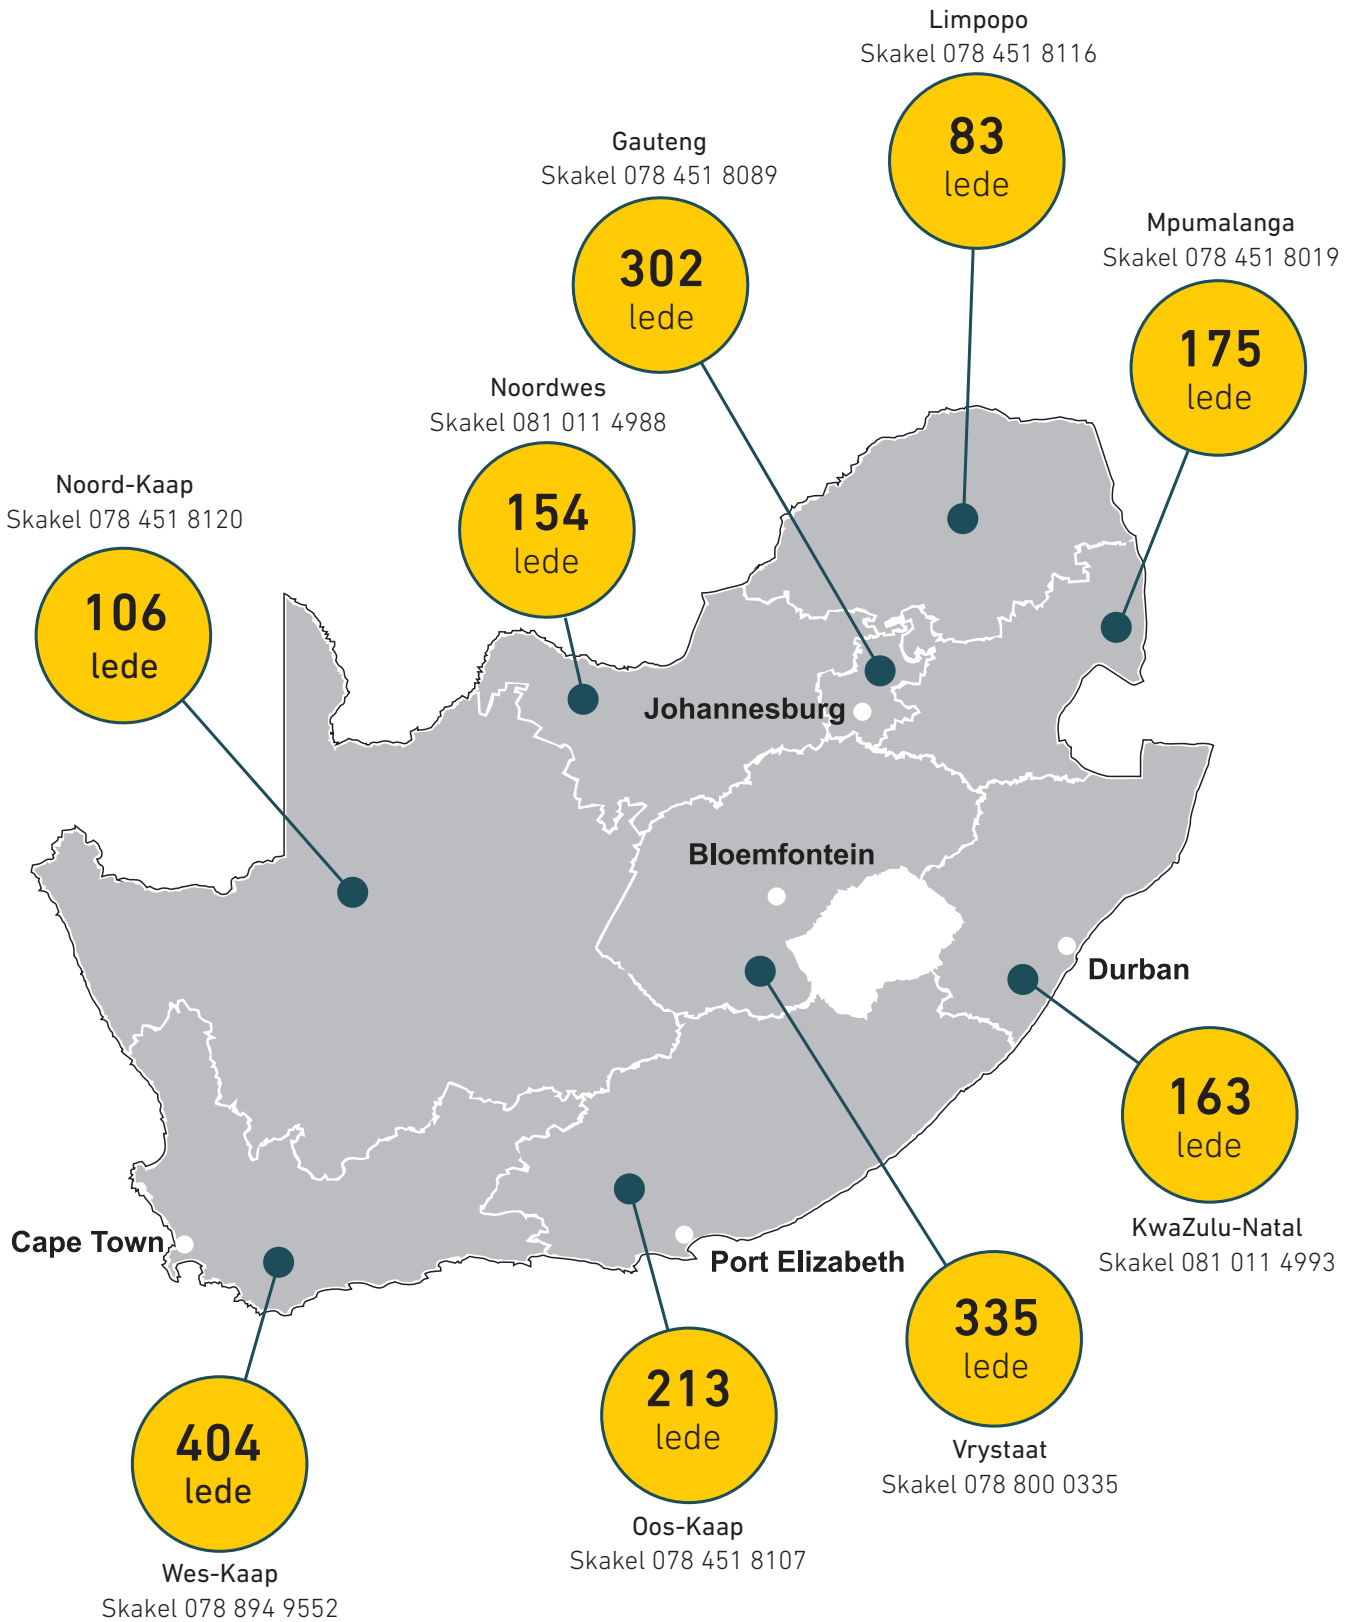 Limpopo
Skakel 078 451 8116
83
lede
Gauteng
Skakel 078 451 8089
302
lede
Mpumalanga
Skakel 078 451 8019
175
lede
Noordwes
Skakel 081 011 4988
154
lede
Noord-Kaap
Skakel 078 451 8120
106
lede
Johannesburg
Bloemfontein
Durban
163
lede
KwaZulu-Natal
Skakel 081 011 4993
Cape Town
Port Elizabeth
335
lede
Vrystaat
Skakel 078 800 0335
213
lede
Oos-Kaap
Skakel 078 451 8107
404
lede
Wes-Kaap
Skakel 078 894 9552